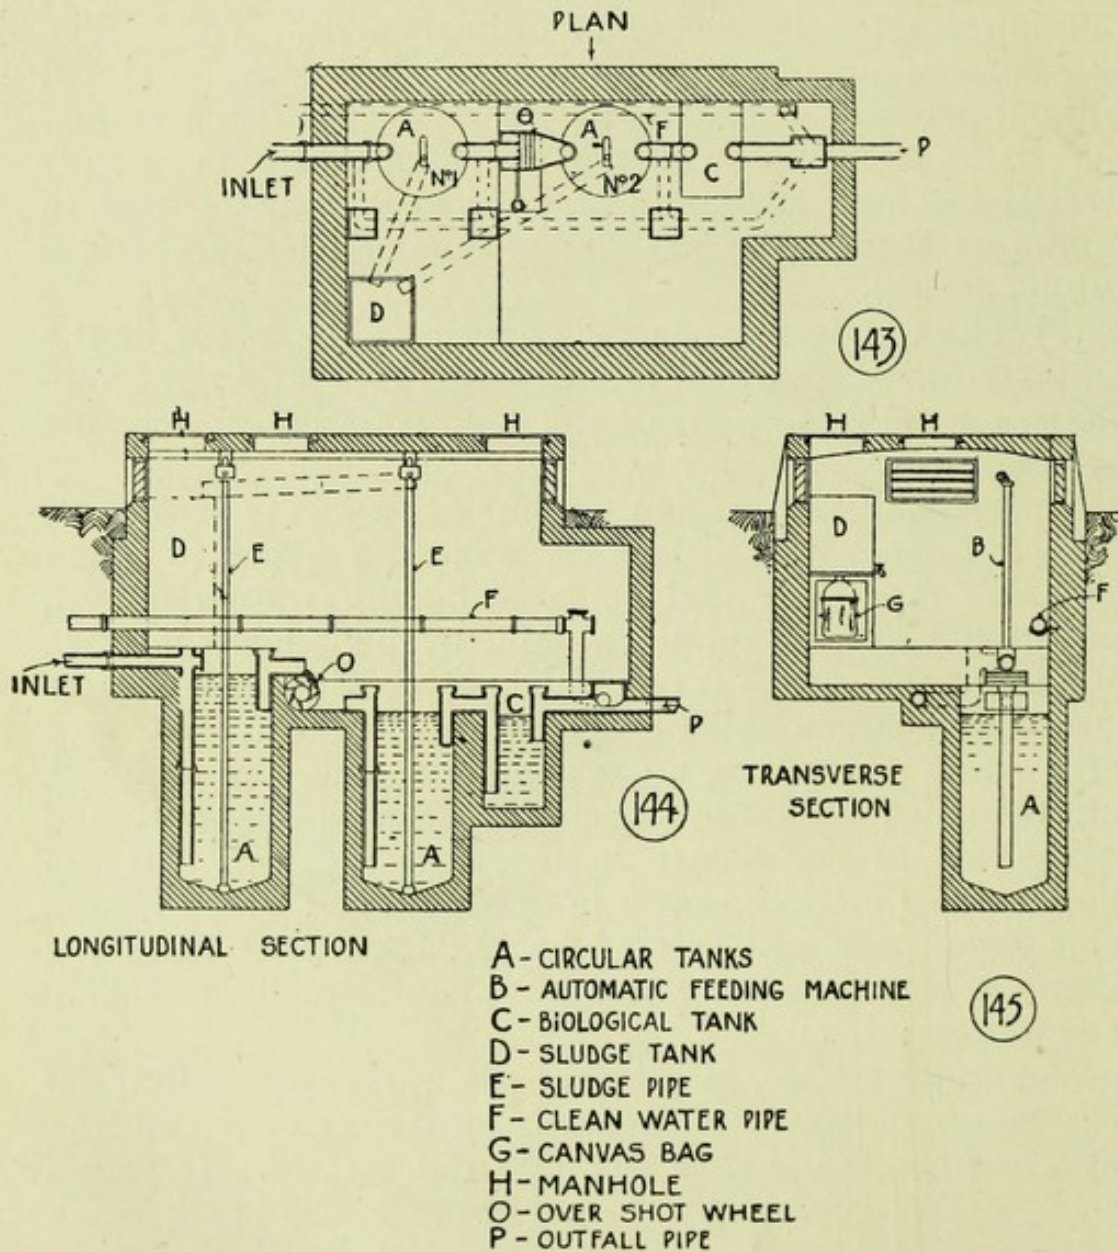 PLAN
A
O
A
F
P
INLET
Nº1
Nº2
C
D
143
H
H
H
D
E
E
F
INLET
O
C
P
A
A
144
LONGITUDINAL SECTION
H
H
D
B
G
F
A
TRANSVERSE
SECTION
145
A - CIRCULAR TANKS
B - AUTOMATIC FEEDING MACHINE
C - BIOLOGICAL TANK
D - SLUDGE TANK
E - SLUDGE PIPE
F - CLEAN WATER PIPE
G - CANVAS BAG
H - MANHOLE
O - OVER SHOT WHEEL
P - OUTFALL PIPE